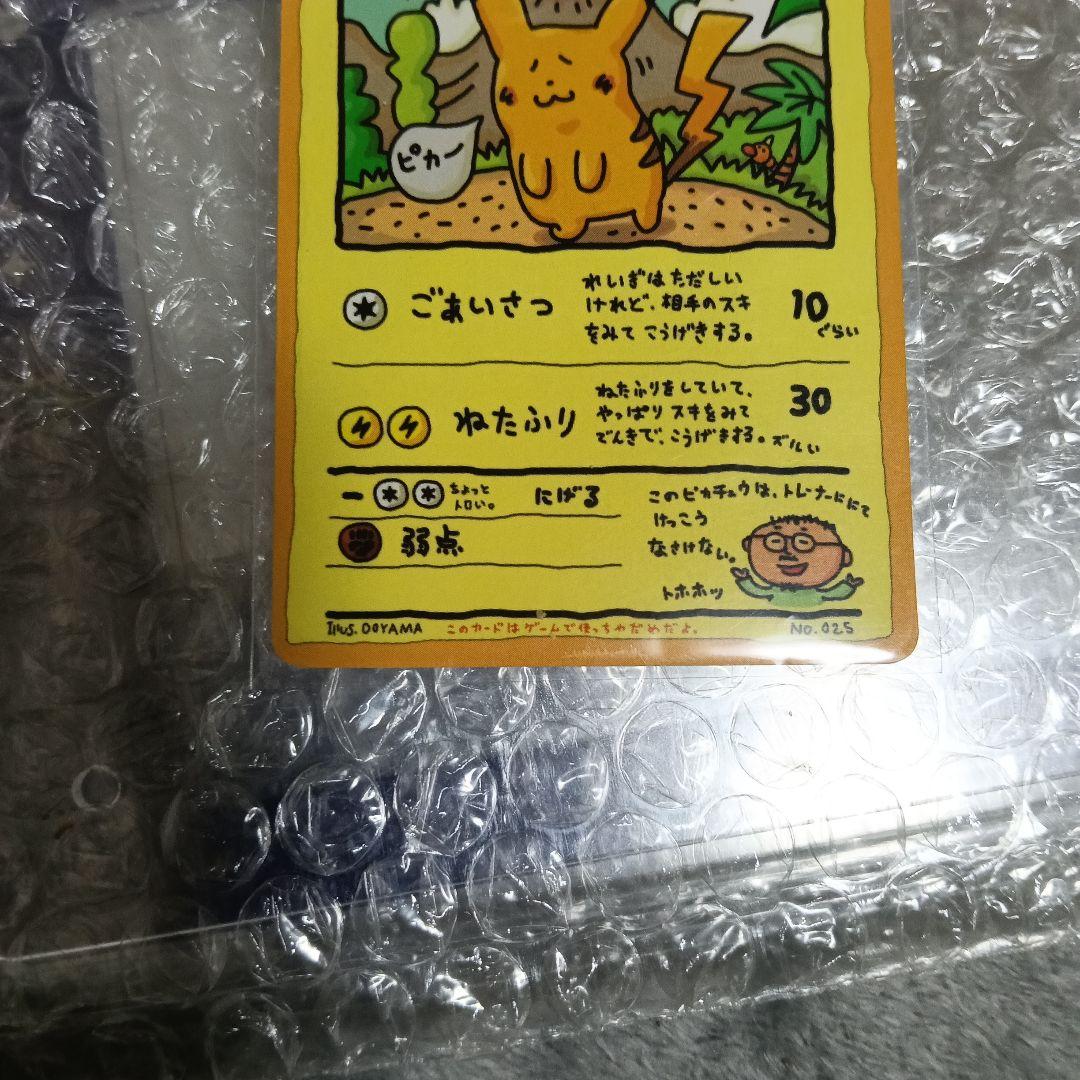 ピカー
ごあいさつ
れいぎはただしい
けれど、相手のスキ
をみて こうげきする。
10
ぐらい
ねたふり
ねたふりをしていて、
やっぱり スキをみて
でんきで、こうげきする。
30
ズルい
ー
ちょっと
トロい。
にげる
弱点
このピカチュウは、トレーナーににて
けっこう
なさけない。
トホホッ
Illus. OOYAMA
このカードはゲームで使っちゃだめだよ。
NO. 025